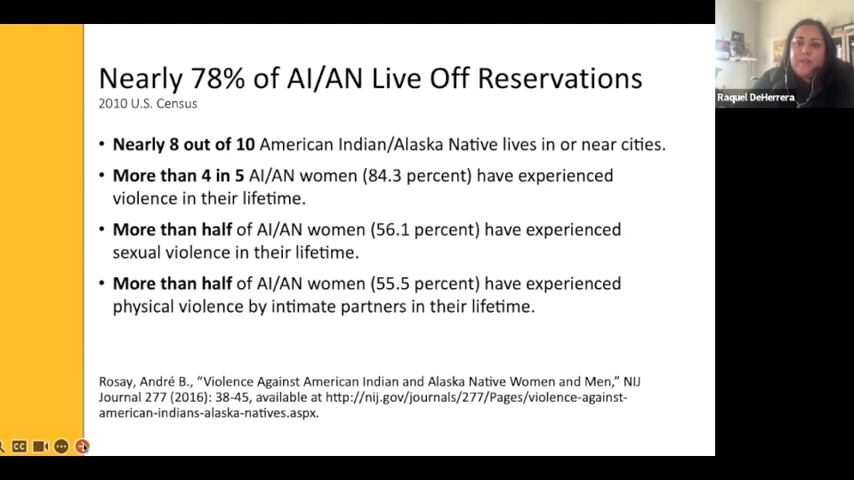 Nearly 78% of AI/AN Live Off Reservations
2010 U.S. Census
• Nearly 8 out of 10 American Indian/Alaska Native lives in or near cities.
• More than 4 in 5 AI/AN women (84.3 percent) have experienced
violence in their lifetime.
• More than half of AI/AN women (56.1 percent) have experienced
sexual violence in their lifetime.
• More than half of AI/AN women (55.5 percent) have experienced
physical violence by intimate partners in their lifetime.
Rosay, André B., “Violence Against American Indian and Alaska Native Women and Men,” NIJ
Journal 277 (2016): 38-45, available at http://nij.gov/journals/277/Pages/violence-against-
american-indians-alaska-natives.aspx.
CC
Raquel DeHerrera